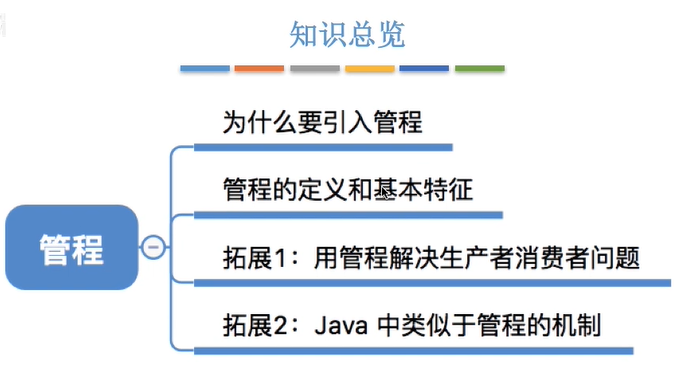 知识总览
为什么要引入管程
管程的定义和基本特征
管程
拓展1：用管程解决生产者消费者问题
拓展2：Java 中类似于管程的机制